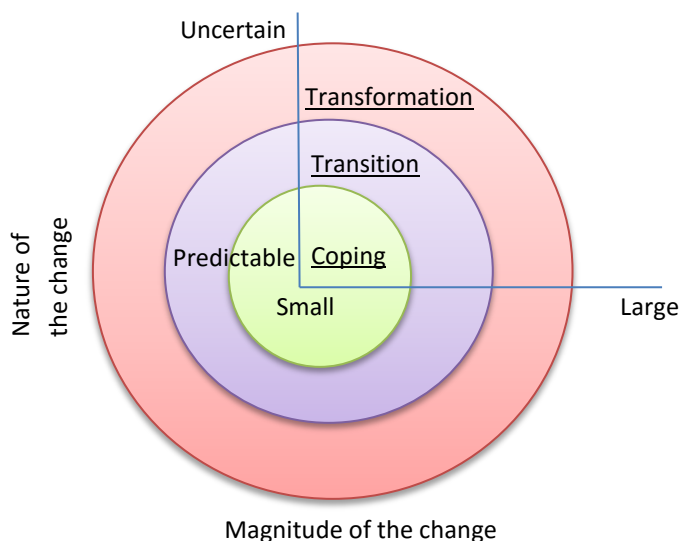 Uncertain
Transformation
Transition
Predictable
Coping
Small
Large
Nature of
the change
Magnitude of the change